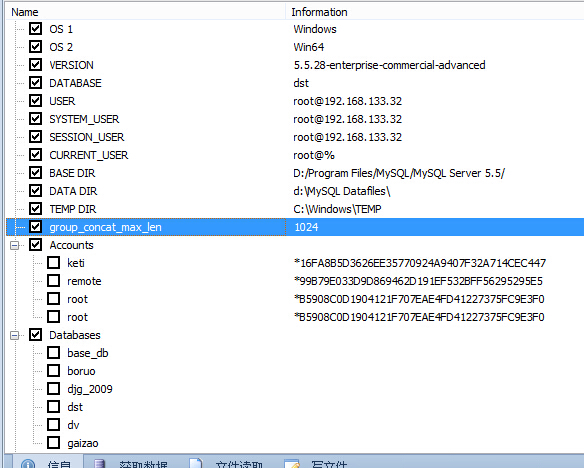 Name Information
OS 1 Windows
OS 2 Win64
VERSION 5.5.28-enterprise-commercial-advanced
DATABASE dst
USER root@192.168.133.32
SYSTEM_USER root@192.168.133.32
SESSION_USER root@192.168.133.32
CURRENT_USER root@%
BASE DIR D:/Program Files/MySQL/MySQL Server 5.5/
DATA DIR d:\MySQL Datafiles\
TEMP DIR C:\Windows\TEMP
group_concat_max_len 1024
Accounts
keti *16FA8B5D3626EE35770924A9407F32A714CEC447
remote *99B79E033D9D869462D191EF532BFF56295295E5
root *B5908C0D1904121F707EAE4FD41227375FC9E3F0
root *B5908C0D1904121F707EAE4FD41227375FC9E3F0
Databases
base_db
boruo
djg_2009
dst
dv
gaizao
信息 获取数据 文件读取 写文件